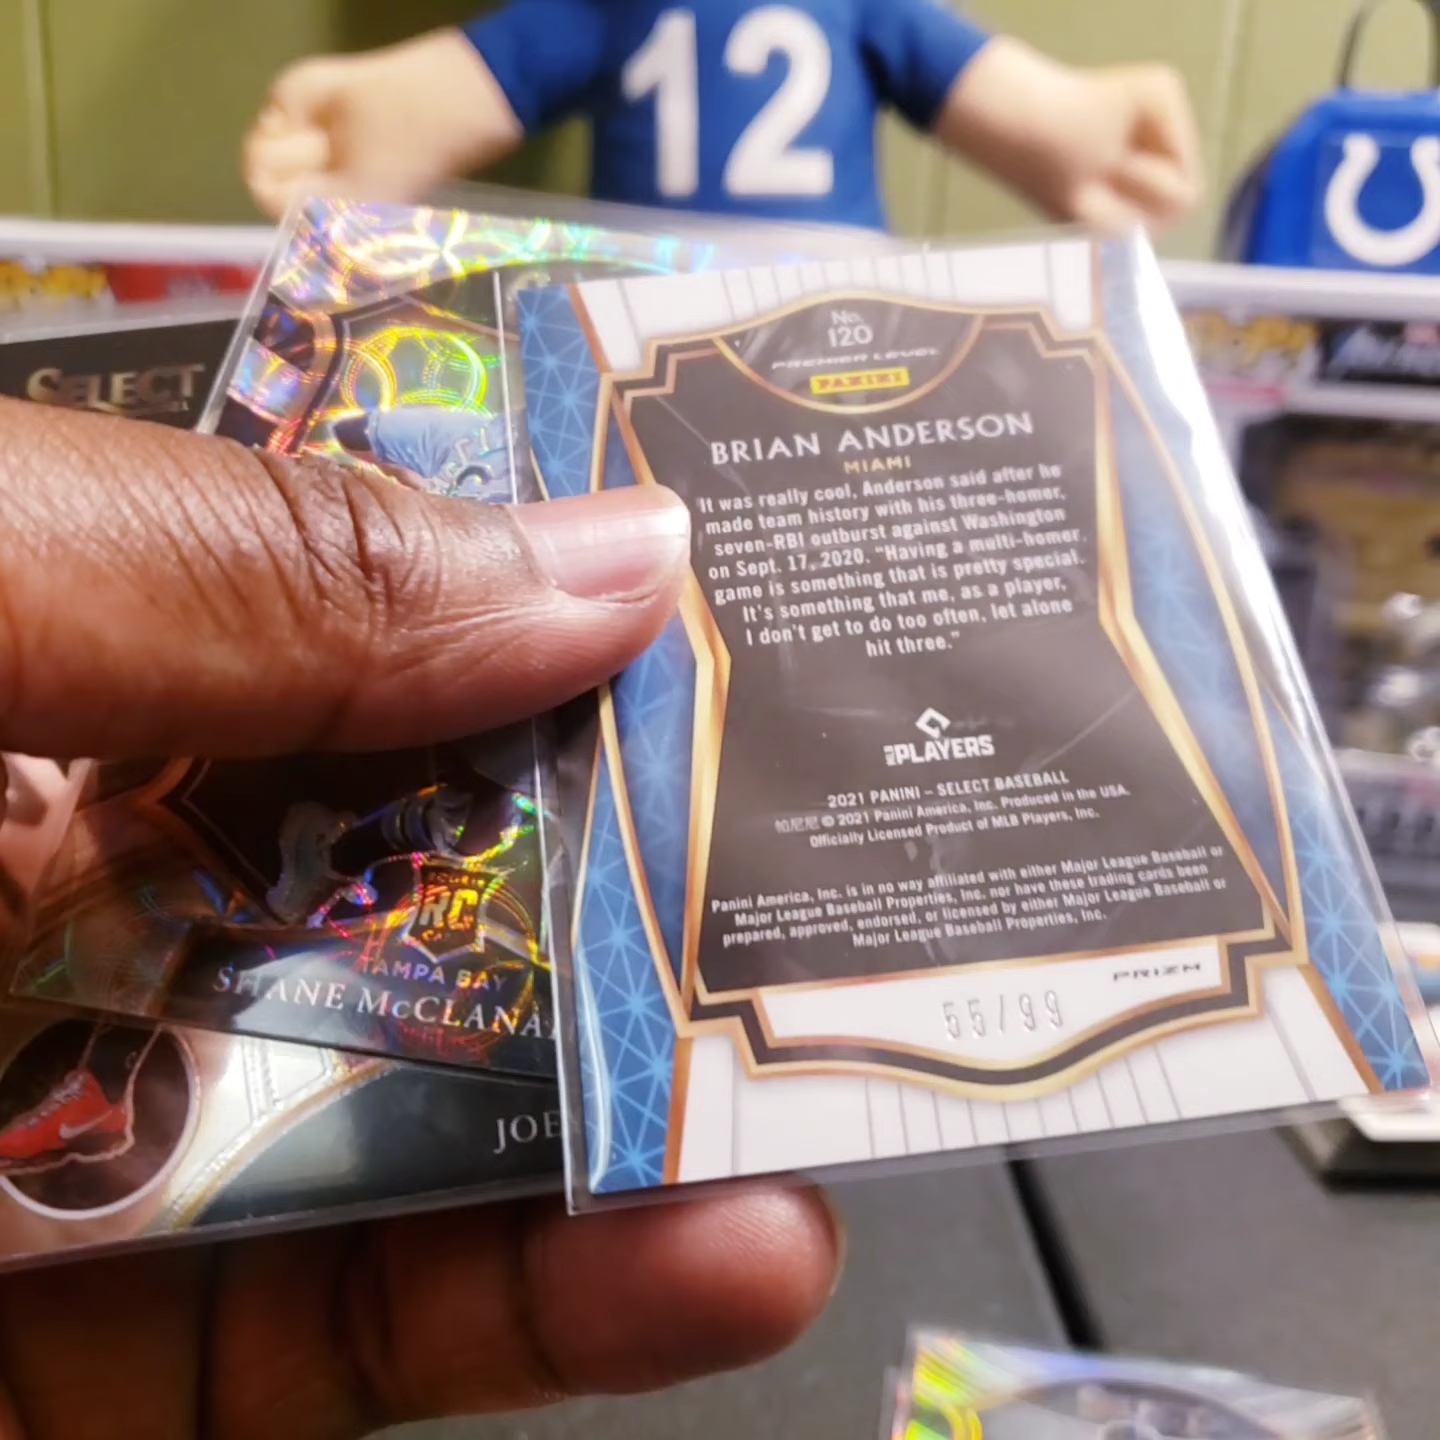 12
SELECT
No.
120
PREMIER LEVEL
PANINI
BRIAN ANDERSON
MIAMI
It was really cool, Anderson said after he
made team history with his three-homer,
seven-RBI outburst against Washington
on Sept. 17, 2020. "Having a multi-homer
game is something that is pretty special.
It's something that me, as a player,
I don't get to do too often, let alone
hit three."
MLB PLAYERS
2021 PANINI – SELECT BASEBALL
帕尼尼 © 2021 Panini America, Inc. Produced in the USA.
Officially Licensed Product of MLB Players, Inc.
Panini America, Inc. is in no way affiliated with either Major League Baseball or
Major League Baseball Properties, Inc. nor have these trading cards been
prepared, approved, endorsed, or licensed by either Major League Baseball or
Major League Baseball Properties, Inc.
PRIZM
55/99
ROOKIE
RC
TAMPA BAY
SHANE McCLANA
JOE